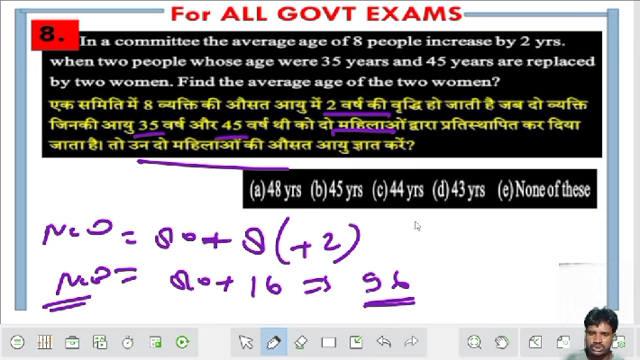 For ALL GOVT EXAMS
8.
In a committee the average age of 8 people increase by 2 yrs.
when two people whose age were 35 years and 45 years are replaced
by two women. Find the average age of the two women?
एक समिति में 8 व्यक्ति की औसत आयु में 2 वर्ष की वृद्धि हो जाती है जब दो व्यक्ति
जिनकी आयु 35 वर्ष और 45 वर्ष थी को दो महिलाओं द्वारा प्रतिस्थापित कर दिया
जाता है। तो उन दो महिलाओं की औसत आयु ज्ञात करें?
(a) 48 yrs (b) 45 yrs (c) 44 yrs (d) 43 yrs (e) None of these
= 80 + 8 (+2)
= 80 + 16 ⇒ 96